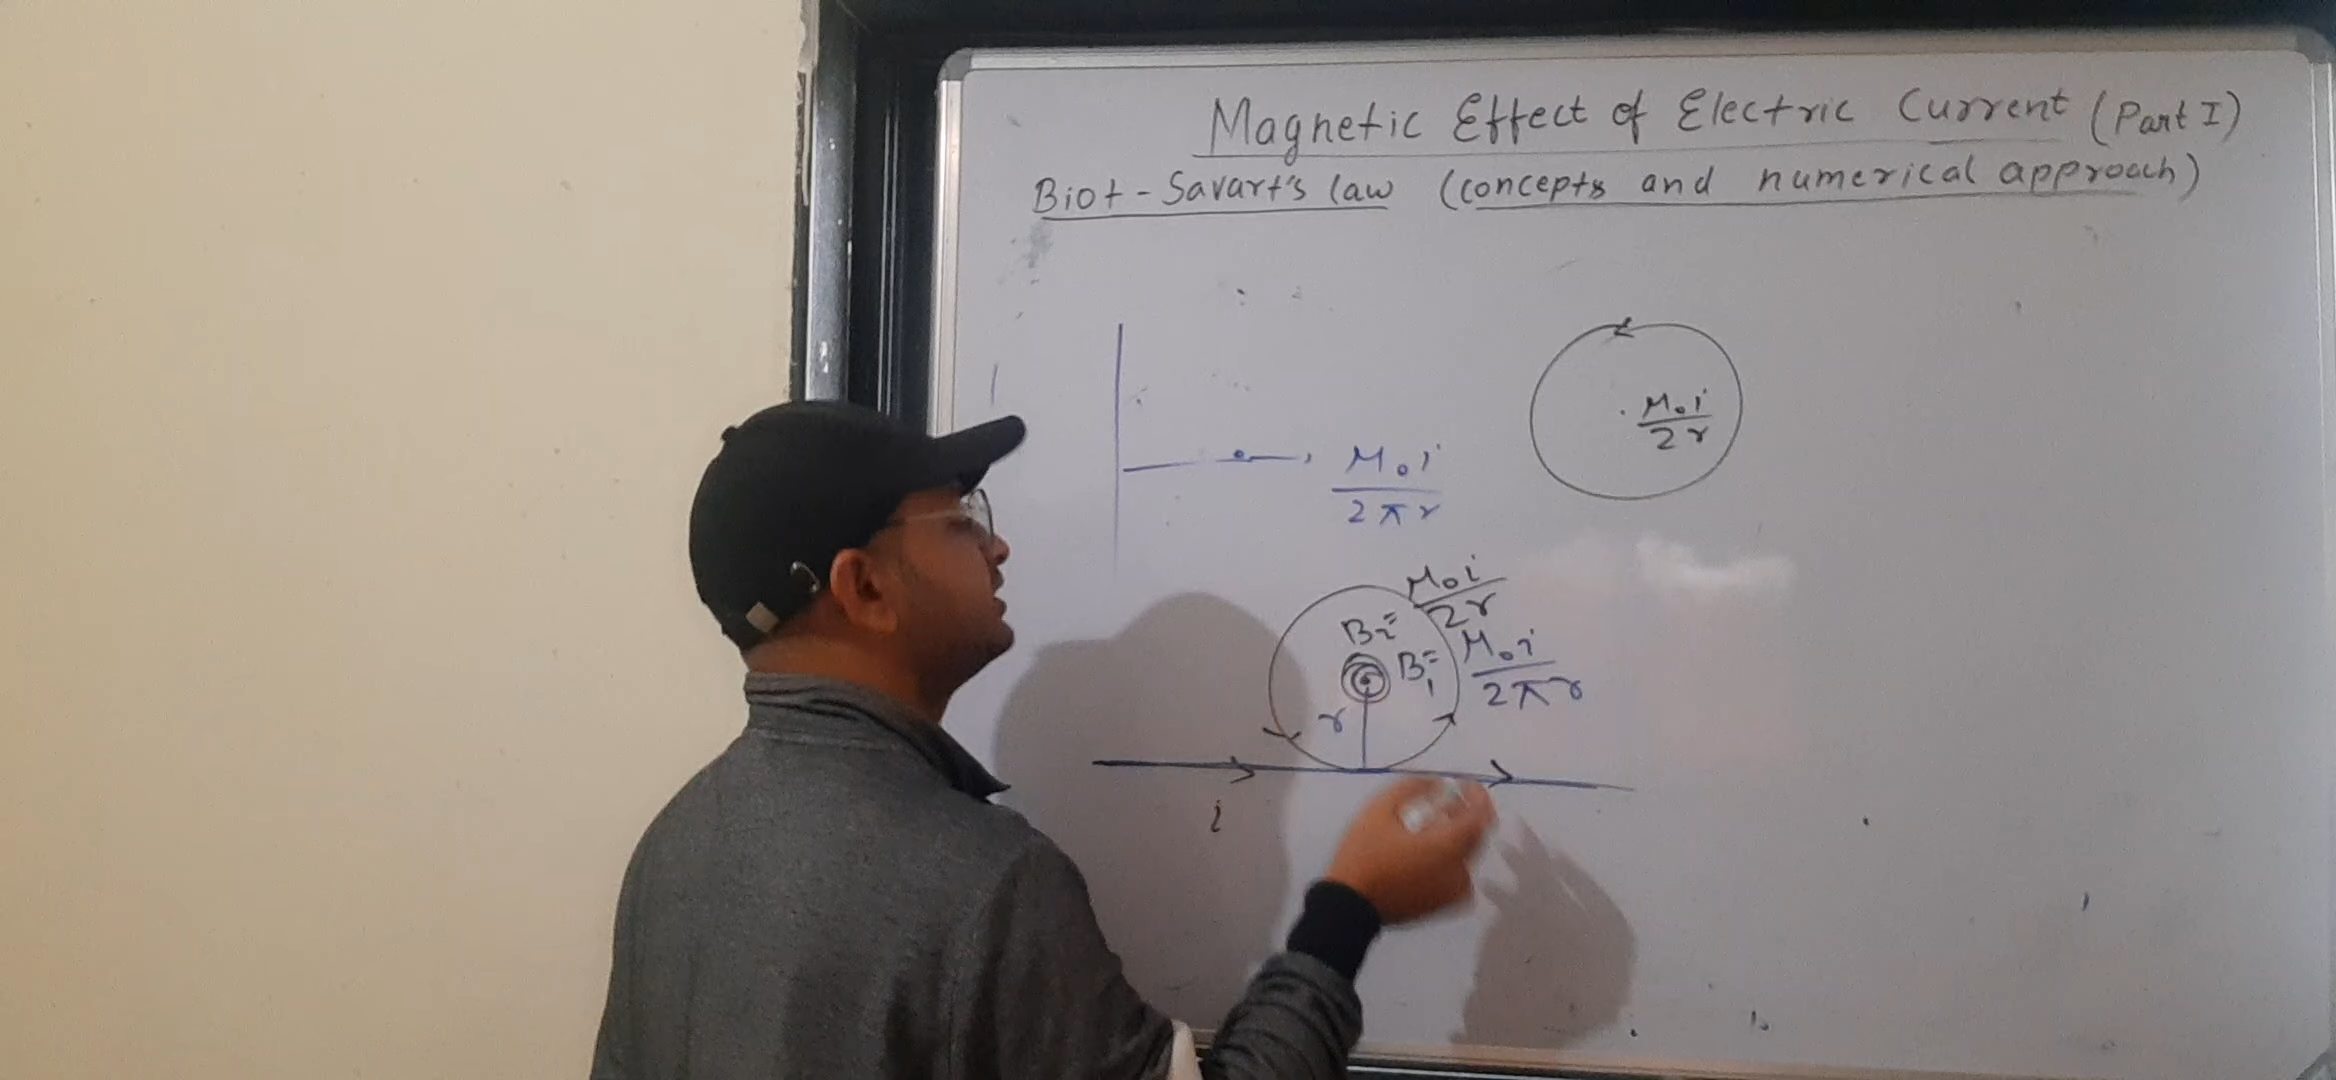 Magnetic Effect of Electric Current (Part I)
Biot-Savart's law (concepts and numerical approach)
μ₀i
2r
μ₀i
2πr
B₂= μ₀i
2r
B₁= μ₀i
2πr
r
i